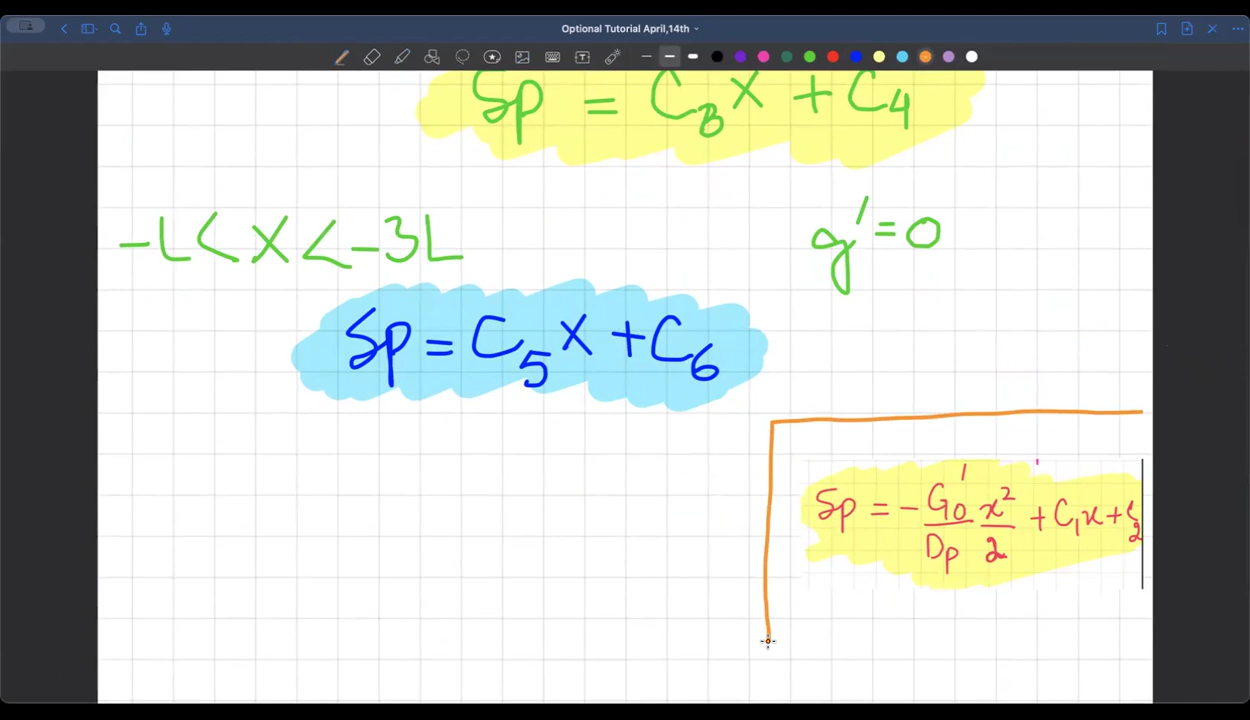 Optional Tutorial April,14th
δp = C₃x + C₄
-L < x < -3L
g' = 0
δp = C₅x + C₆
δp = - G₀'/Dp x²/2 + C₁x + C₂